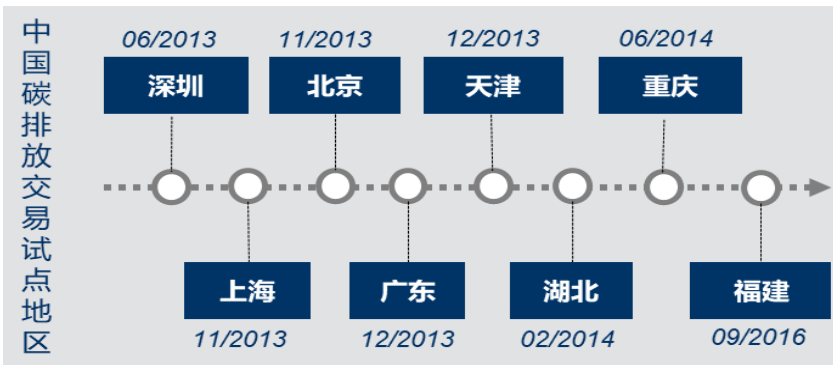 中国碳排放交易试点地区
06/2013
深圳
11/2013
北京
12/2013
天津
06/2014
重庆
上海
11/2013
广东
12/2013
湖北
02/2014
福建
09/2016